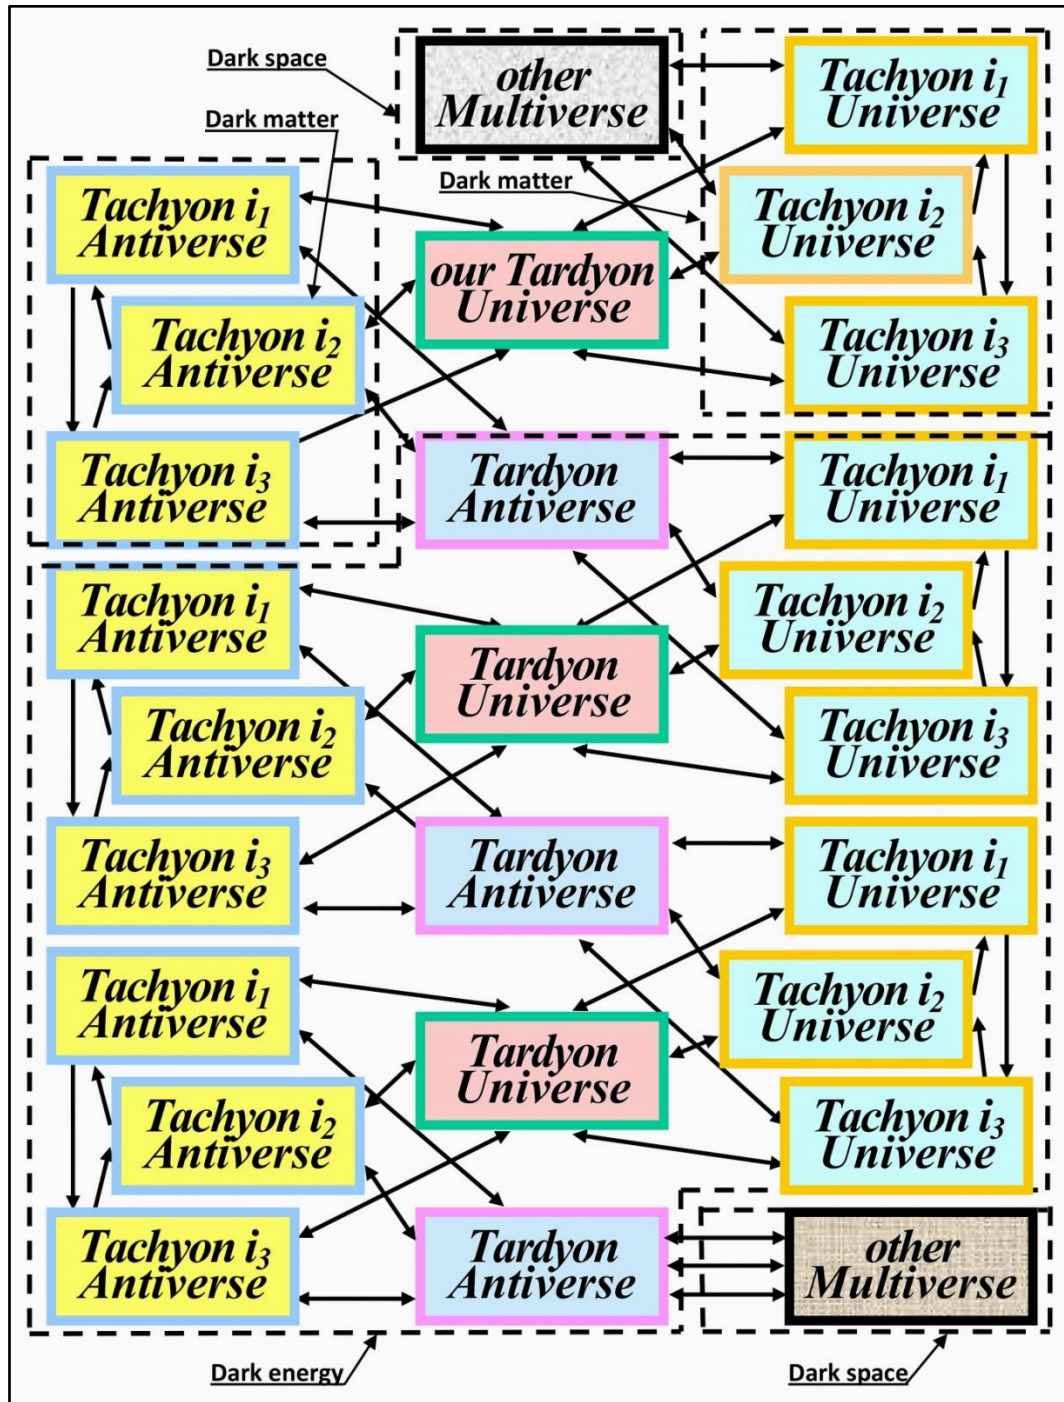 Dark space
other
Multiverse
Tachyon i₁
Universe
Dark matter
Dark matter
Tachyon i₁
Antiverse
Tachyon i₂
Universe
our Tardyon
Universe
Tachyon i₂
Antiverse
Tachyon i₃
Universe
Tachyon i₃
Antiverse
Tardyon
Antiverse
Tachyon i₁
Universe
Tachyon i₁
Antiverse
Tachyon i₂
Universe
Tardyon
Universe
Tachyon i₂
Antiverse
Tachyon i₃
Universe
Tachyon i₃
Antiverse
Tardyon
Antiverse
Tachyon i₁
Universe
Tachyon i₁
Antiverse
Tachyon i₂
Universe
Tardyon
Universe
Tachyon i₂
Antiverse
Tachyon i₃
Universe
Tachyon i₃
Antiverse
Tardyon
Antiverse
other
Multiverse
Dark energy
Dark space